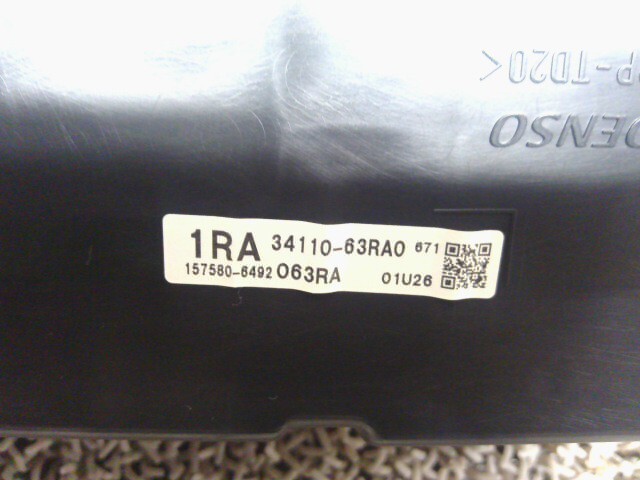 P-TD20<
DENSO
1RA 34110-63RA0 671
157580-6492 063RA 01U26